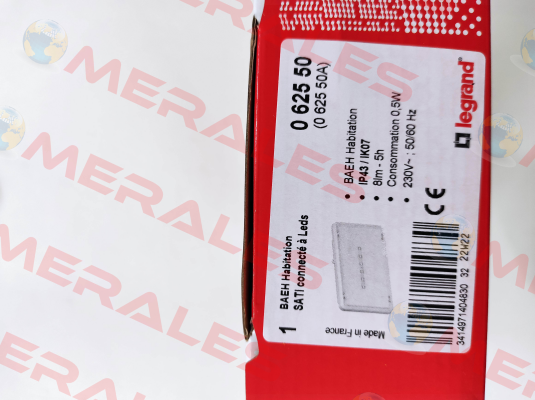 0 625 50
(0 625 50A)
1
BAEH Habitation
SATI connecté à Leds
• BAEH Habitation
• IP43 / IK07
• 8lm - 5h
• Consommation 0,5W
• 230V~ ; 50/60 Hz
legrand
CE
Made in France
3414971404830 32 22W22
MERALES
MERALES
MERALES
MERALES